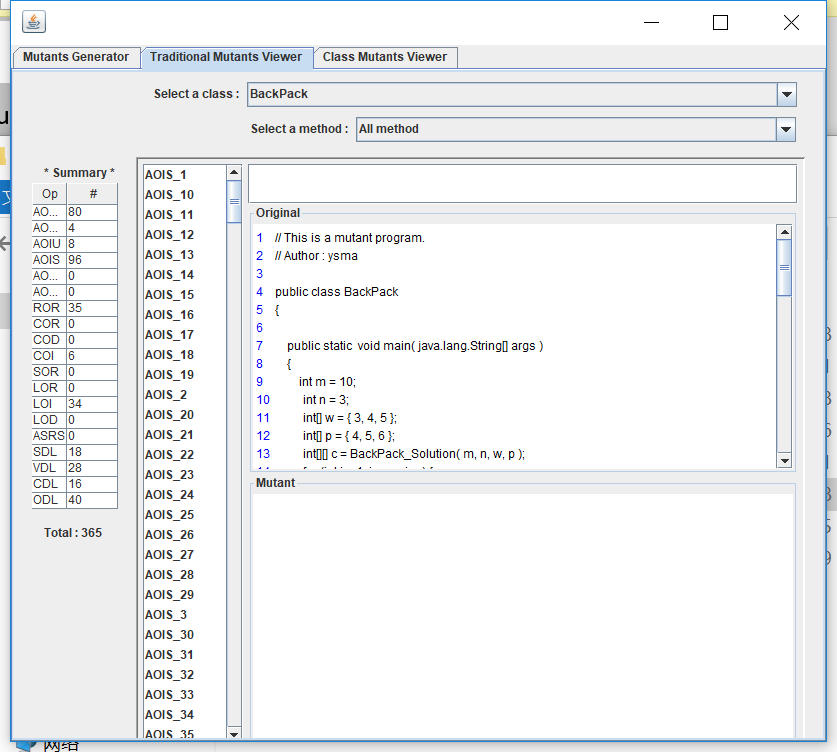 Mutants Generator Traditional Mutants Viewer Class Mutants Viewer
Select a class : BackPack
Select a method : All method
* Summary *
Op #
AO... 80
AO... 4
AOIU 8
AOIS 96
AO... 0
AO... 0
ROR 35
COR 0
COD 0
COI 6
SOR 0
LOR 0
LOI 34
LOD 0
ASRS 0
SDL 18
VDL 28
CDL 16
ODL 40
Total : 365
AOIS_1
AOIS_10
AOIS_11
AOIS_12
AOIS_13
AOIS_14
AOIS_15
AOIS_16
AOIS_17
AOIS_18
AOIS_19
AOIS_2
AOIS_20
AOIS_21
AOIS_22
AOIS_23
AOIS_24
AOIS_25
AOIS_26
AOIS_27
AOIS_28
AOIS_29
AOIS_3
AOIS_30
AOIS_31
AOIS_32
AOIS_33
AOIS_34
AOIS_35
Original
1 // This is a mutant program.
2 // Author : ysma
3
4 public class BackPack
5 {
6
7 public static void main( java.lang.String[] args )
8 {
9 int m = 10;
10 int n = 3;
11 int[] w = { 3, 4, 5 };
12 int[] p = { 4, 5, 6 };
13 int[][] c = BackPack_Solution( m, n, w, p );
Mutant
网络